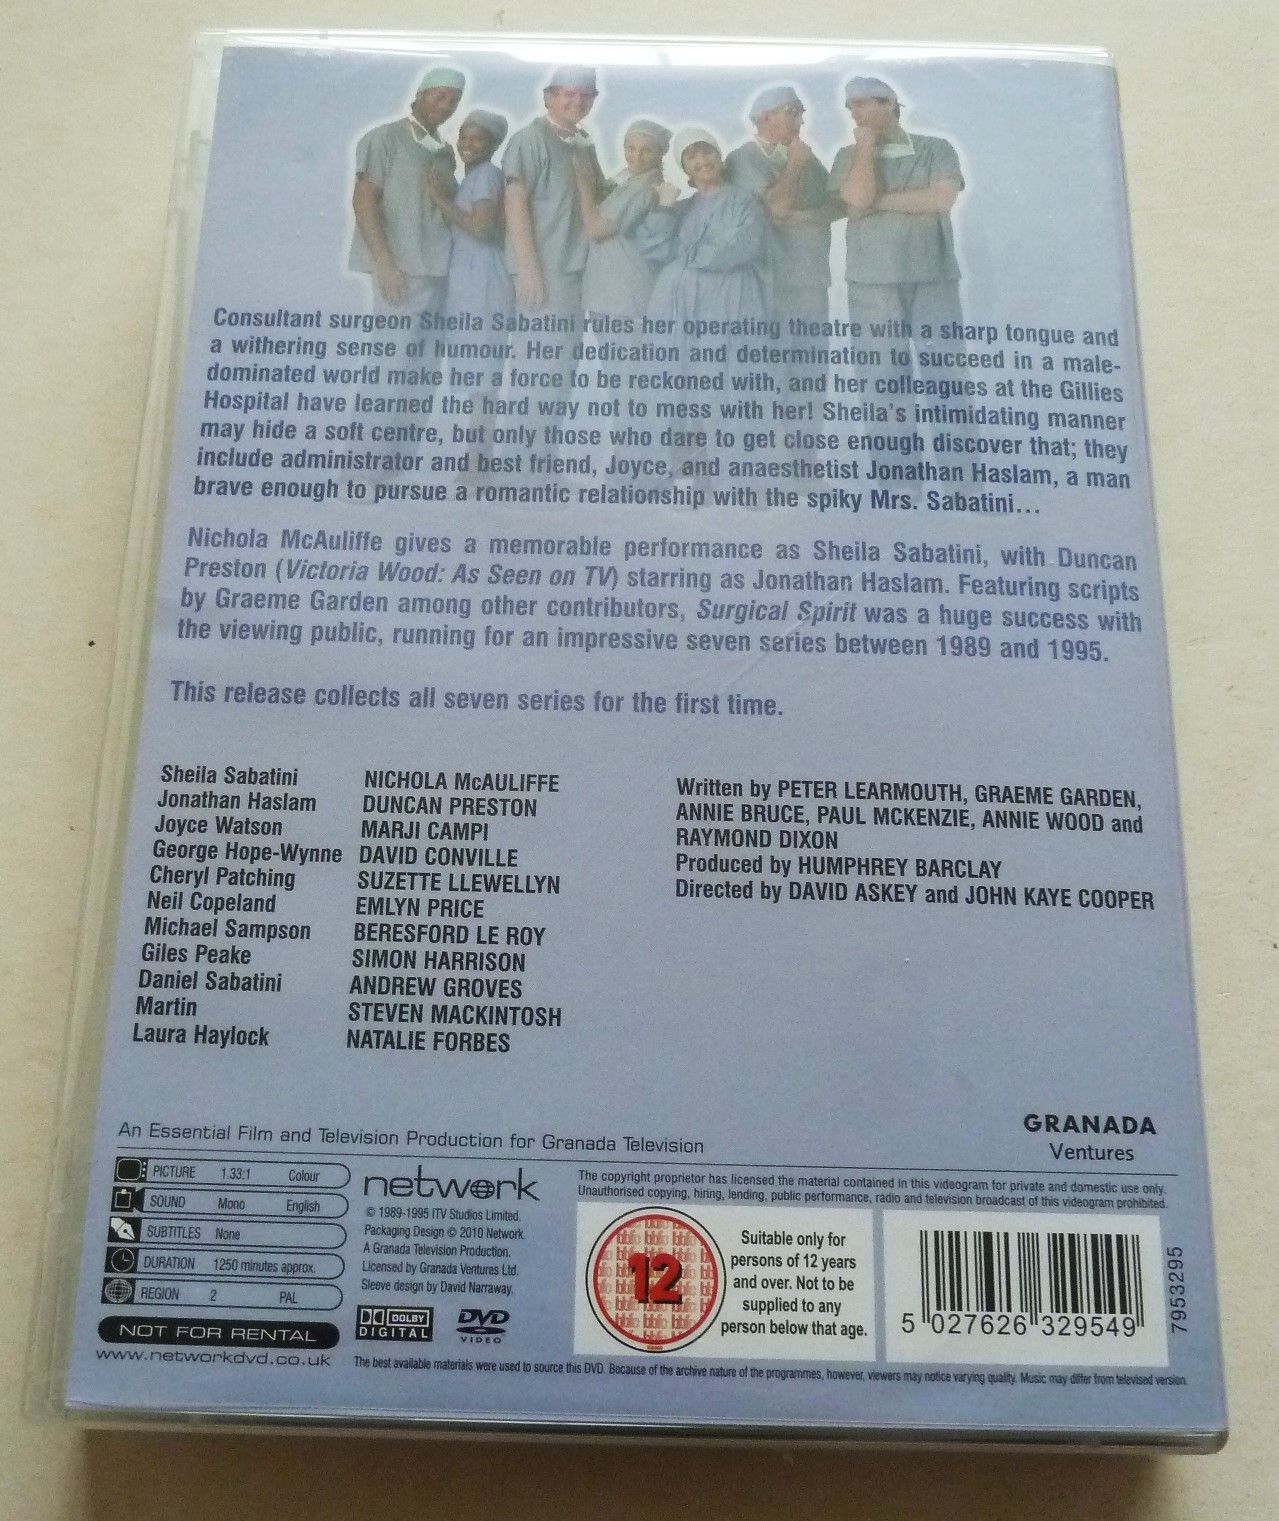 Consultant surgeon Sheila Sabatini rules her operating theatre with a sharp tongue and
a withering sense of humour. Her dedication and determination to succeed in a male-
dominated world make her a force to be reckoned with, and her colleagues at the Gillies
Hospital have learned the hard way not to mess with her! Sheila's intimidating manner
may hide a soft centre, but only those who dare to get close enough discover that; they
include administrator and best friend, Joyce, and anaesthetist Jonathan Haslam, a man
brave enough to pursue a romantic relationship with the spiky Mrs. Sabatini...
Nichola McAuliffe gives a memorable performance as Sheila Sabatini, with Duncan
Preston (Victoria Wood: As Seen on TV) starring as Jonathan Haslam. Featuring scripts
by Graeme Garden among other contributors, Surgical Spirit was a huge success with
the viewing public, running for an impressive seven series between 1989 and 1995.
This release collects all seven series for the first time.
Sheila Sabatini NICHOLA McAULIFFE
Jonathan Haslam DUNCAN PRESTON
Joyce Watson MARJI CAMPI
George Hope-Wynne DAVID CONVILLE
Cheryl Patching SUZETTE LLEWELLYN
Neil Copeland EMLYN PRICE
Michael Sampson BERESFORD LE ROY
Giles Peake SIMON HARRISON
Daniel Sabatini ANDREW GROVES
Martin STEVEN MACKINTOSH
Laura Haylock NATALIE FORBES
Written by PETER LEARMOUTH, GRAEME GARDEN,
ANNIE BRUCE, PAUL MCKENZIE, ANNIE WOOD and
RAYMOND DIXON
Produced by HUMPHREY BARCLAY
Directed by DAVID ASKEY and JOHN KAYE COOPER
GRANADA
Ventures
An Essential Film and Television Production for Granada Television
PICTURE 1.33:1 Colour
SOUND Mono English
SUBTITLES None
DURATION 1250 minutes approx.
REGION 2 PAL
NOT FOR RENTAL
www.networkdvd.co.uk
network
© 1989-1995 ITV Studios Limited.
Packaging Design © 2010 Network.
A Granada Television Production.
Licensed by Granada Ventures Ltd.
Sleeve design by David Narraway.
DOLBY
DIGITAL
DVD
VIDEO
The copyright proprietor has licensed the material contained in this videogram for private and domestic use only.
Unauthorised copying, hiring, lending, public performance, radio and television broadcast of this videogram prohibited.
12
Suitable only for
persons of 12 years
and over. Not to be
supplied to any
person below that age.
5 027626 329549
7953295
The best available materials were used to source this DVD. Because of the archive nature of the programmes, however, viewers may notice varying quality. Music may differ from televised version.